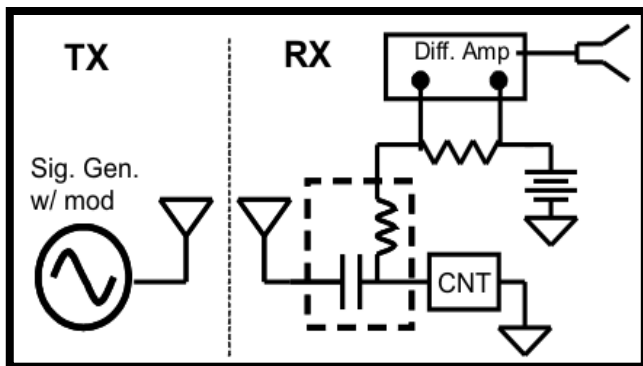 TX
RX
Diff. Amp
Sig. Gen.
w/ mod
CNT